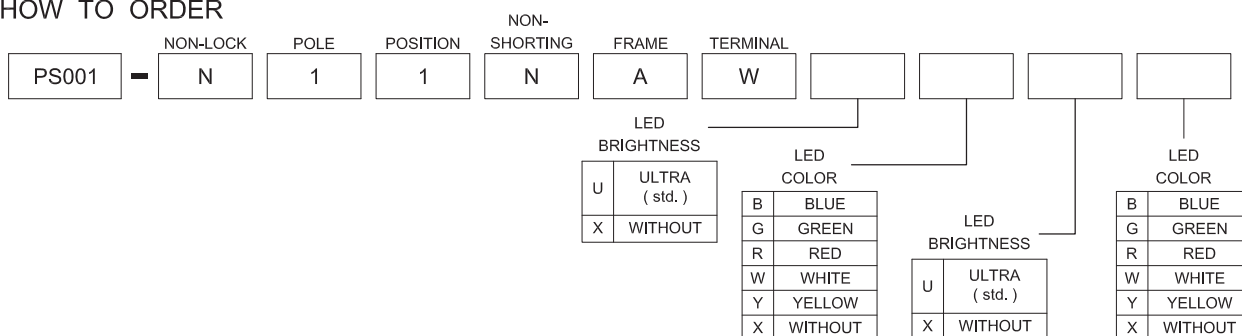 HOW TO ORDER
NON-LOCK POLE POSITION NON-SHORTING FRAME TERMINAL
PS001 - N 1 1 N A W
LED BRIGHTNESS
U ULTRA ( std. )
X WITHOUT
LED COLOR
B BLUE
G GREEN
R RED
W WHITE
Y YELLOW
X WITHOUT
LED BRIGHTNESS
U ULTRA ( std. )
X WITHOUT
LED COLOR
B BLUE
G GREEN
R RED
W WHITE
Y YELLOW
X WITHOUT